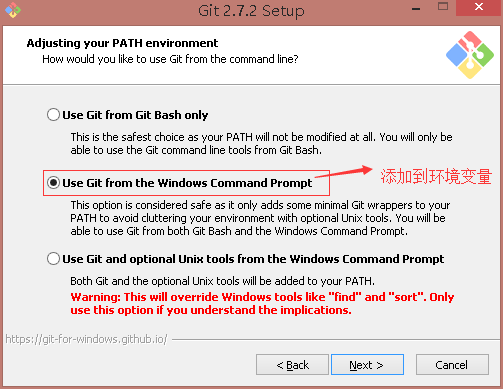 Git 2.7.2 Setup
Adjusting your PATH environment
How would you like to use Git from the command line?
Use Git from Git Bash only
This is the safest choice as your PATH will not be modified at all. You will only be
able to use the Git command line tools from Git Bash.
Use Git from the Windows Command Prompt
添加到环境变量
This option is considered safe as it only adds some minimal Git wrappers to your
PATH to avoid cluttering your environment with optional Unix tools. You will be
able to use Git from both Git Bash and the Windows Command Prompt.
Use Git and optional Unix tools from the Windows Command Prompt
Both Git and the optional Unix tools will be added to your PATH.
Warning: This will override Windows tools like "find" and "sort". Only
use this option if you understand the implications.
https://git-for-windows.github.io/
< Back
Next >
Cancel